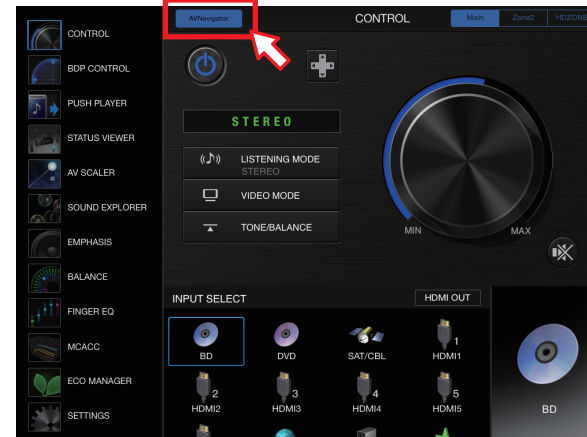 AVNavigator
CONTROL
Main
Zone2
HDZONE
CONTROL
BDP CONTROL
PUSH PLAYER
STATUS VIEWER
AV SCALER
SOUND EXPLORER
EMPHASIS
BALANCE
FINGER EQ
MCACC
ECO MANAGER
SETTINGS
STEREO
LISTENING MODE
STEREO
VIDEO MODE
TONE/BALANCE
MIN
MAX
INPUT SELECT
HDMI OUT
BD
DVD
SAT/CBL
1
HDMI1
2
HDMI2
3
HDMI3
4
HDMI4
5
HDMI5
BD